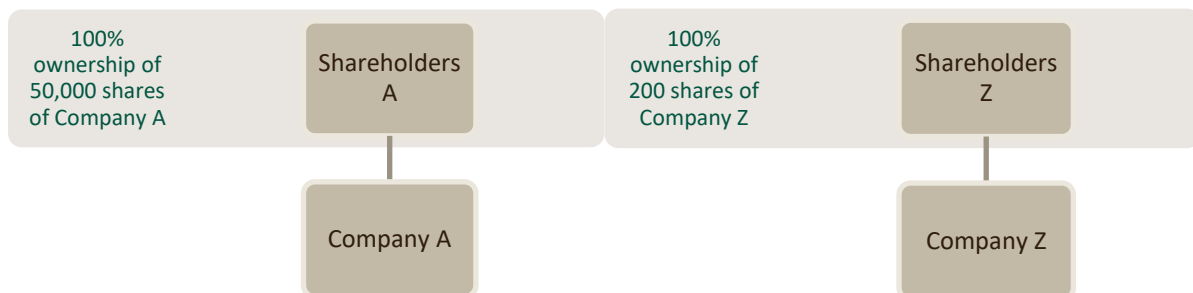 100%
ownership of
50,000 shares
of Company A
Shareholders
A
Company A
100%
ownership of
200 shares of
Company Z
Shareholders
Z
Company Z